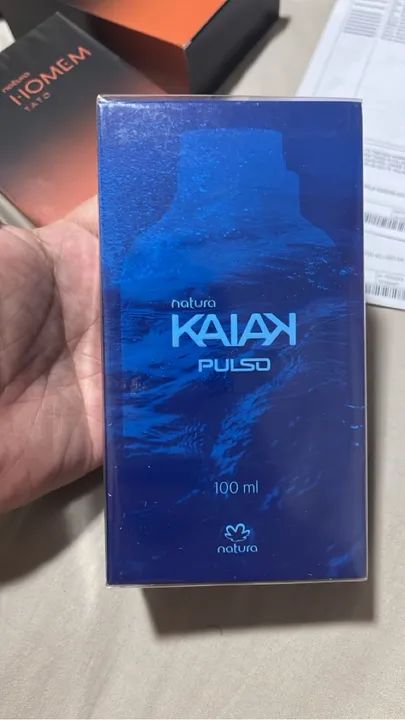 natura
HOMEM
TATO
natura
KAIAK
PULSO
100 ml
natura